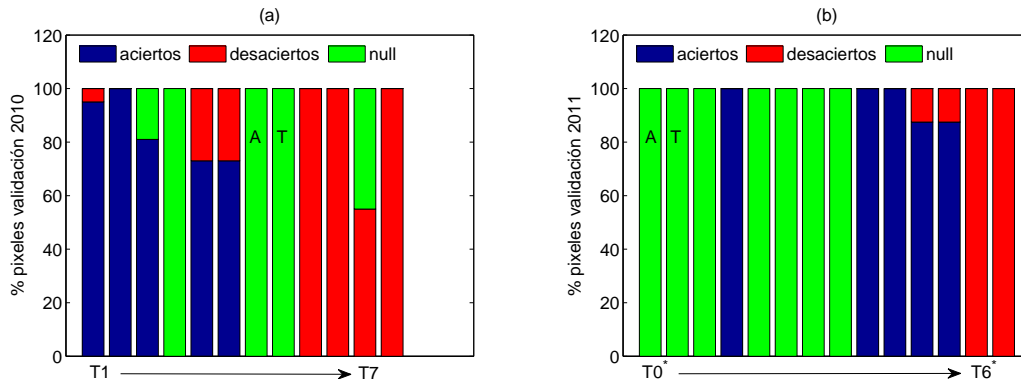 (a)
(b)
aciertos desaciertos null
aciertos desaciertos null
120
100
80
60
40
20
0
% pixeles validación 2010
A T
T1 T7
120
100
80
60
40
20
0
% pixeles validación 2011
A T
T0* T6*